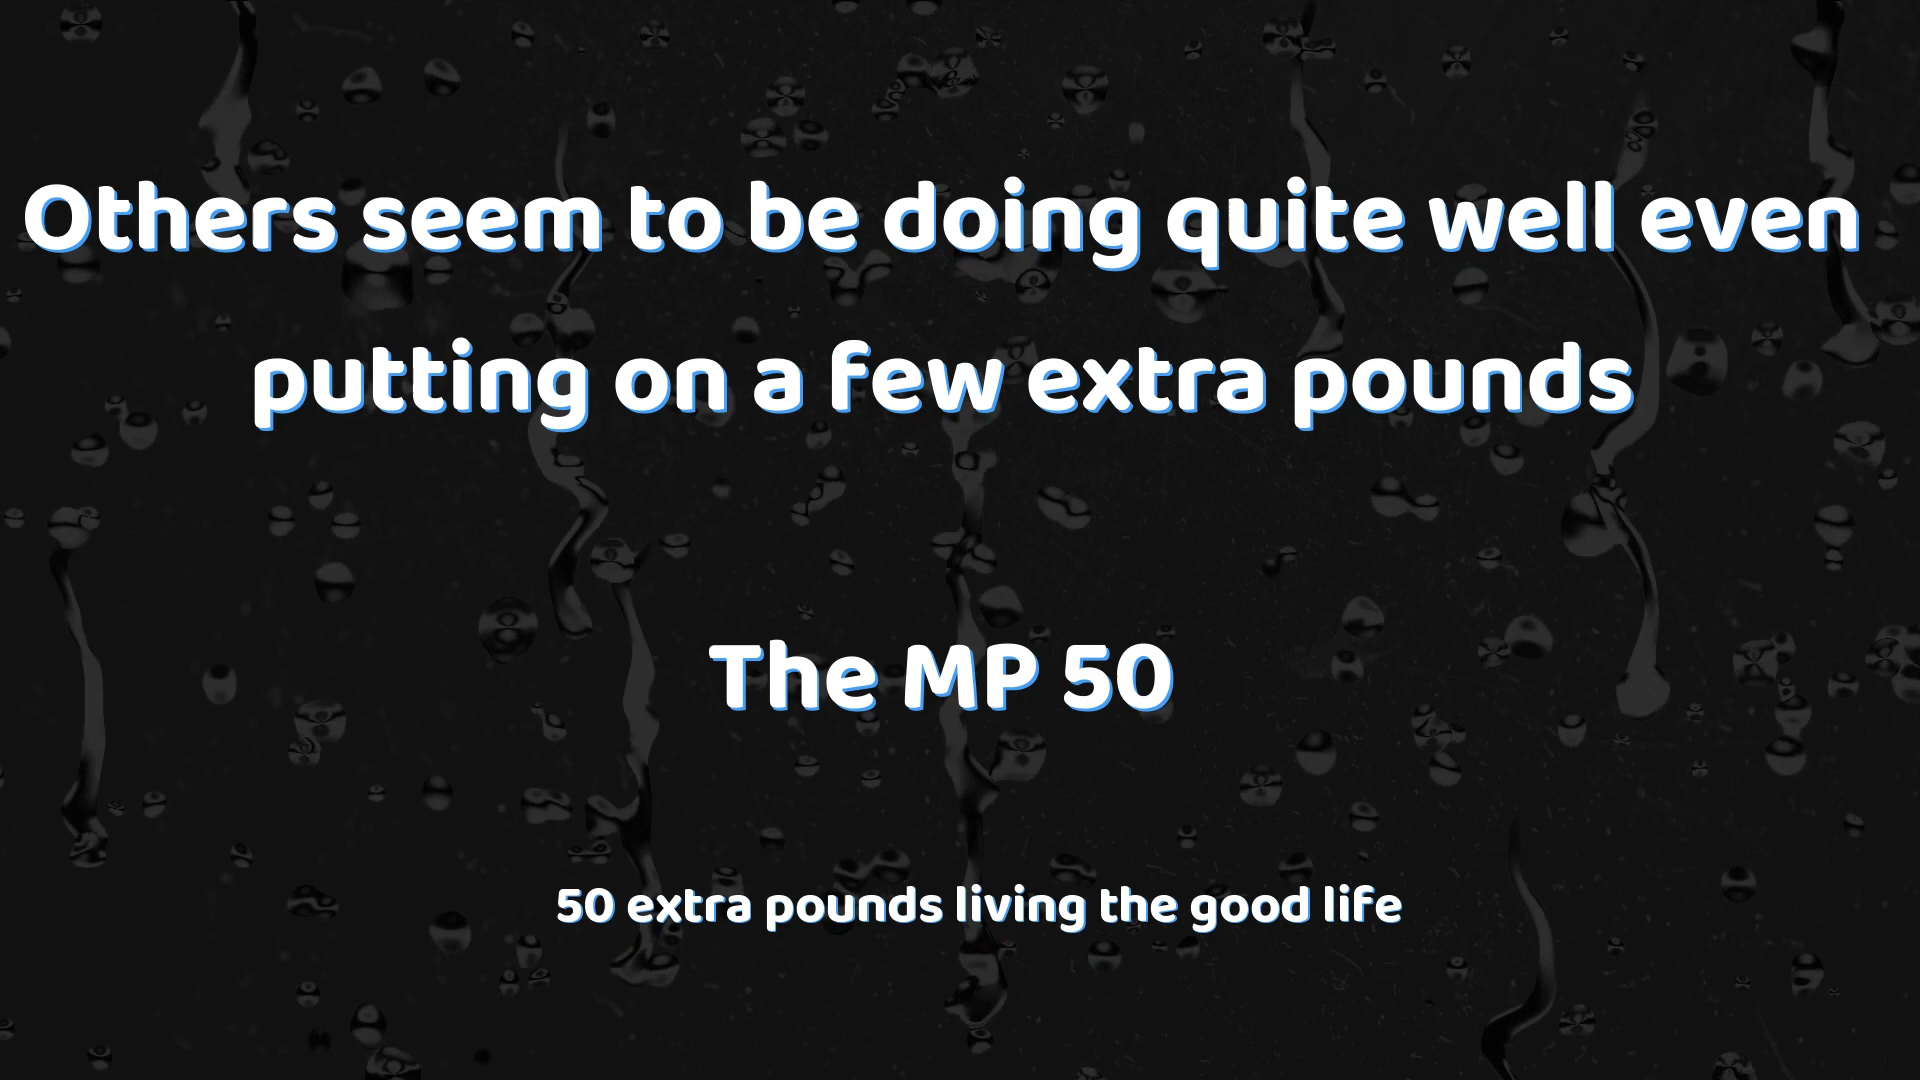 Others seem to be doing quite well even
putting on a few extra pounds
The MP 50
50 extra pounds living the good life